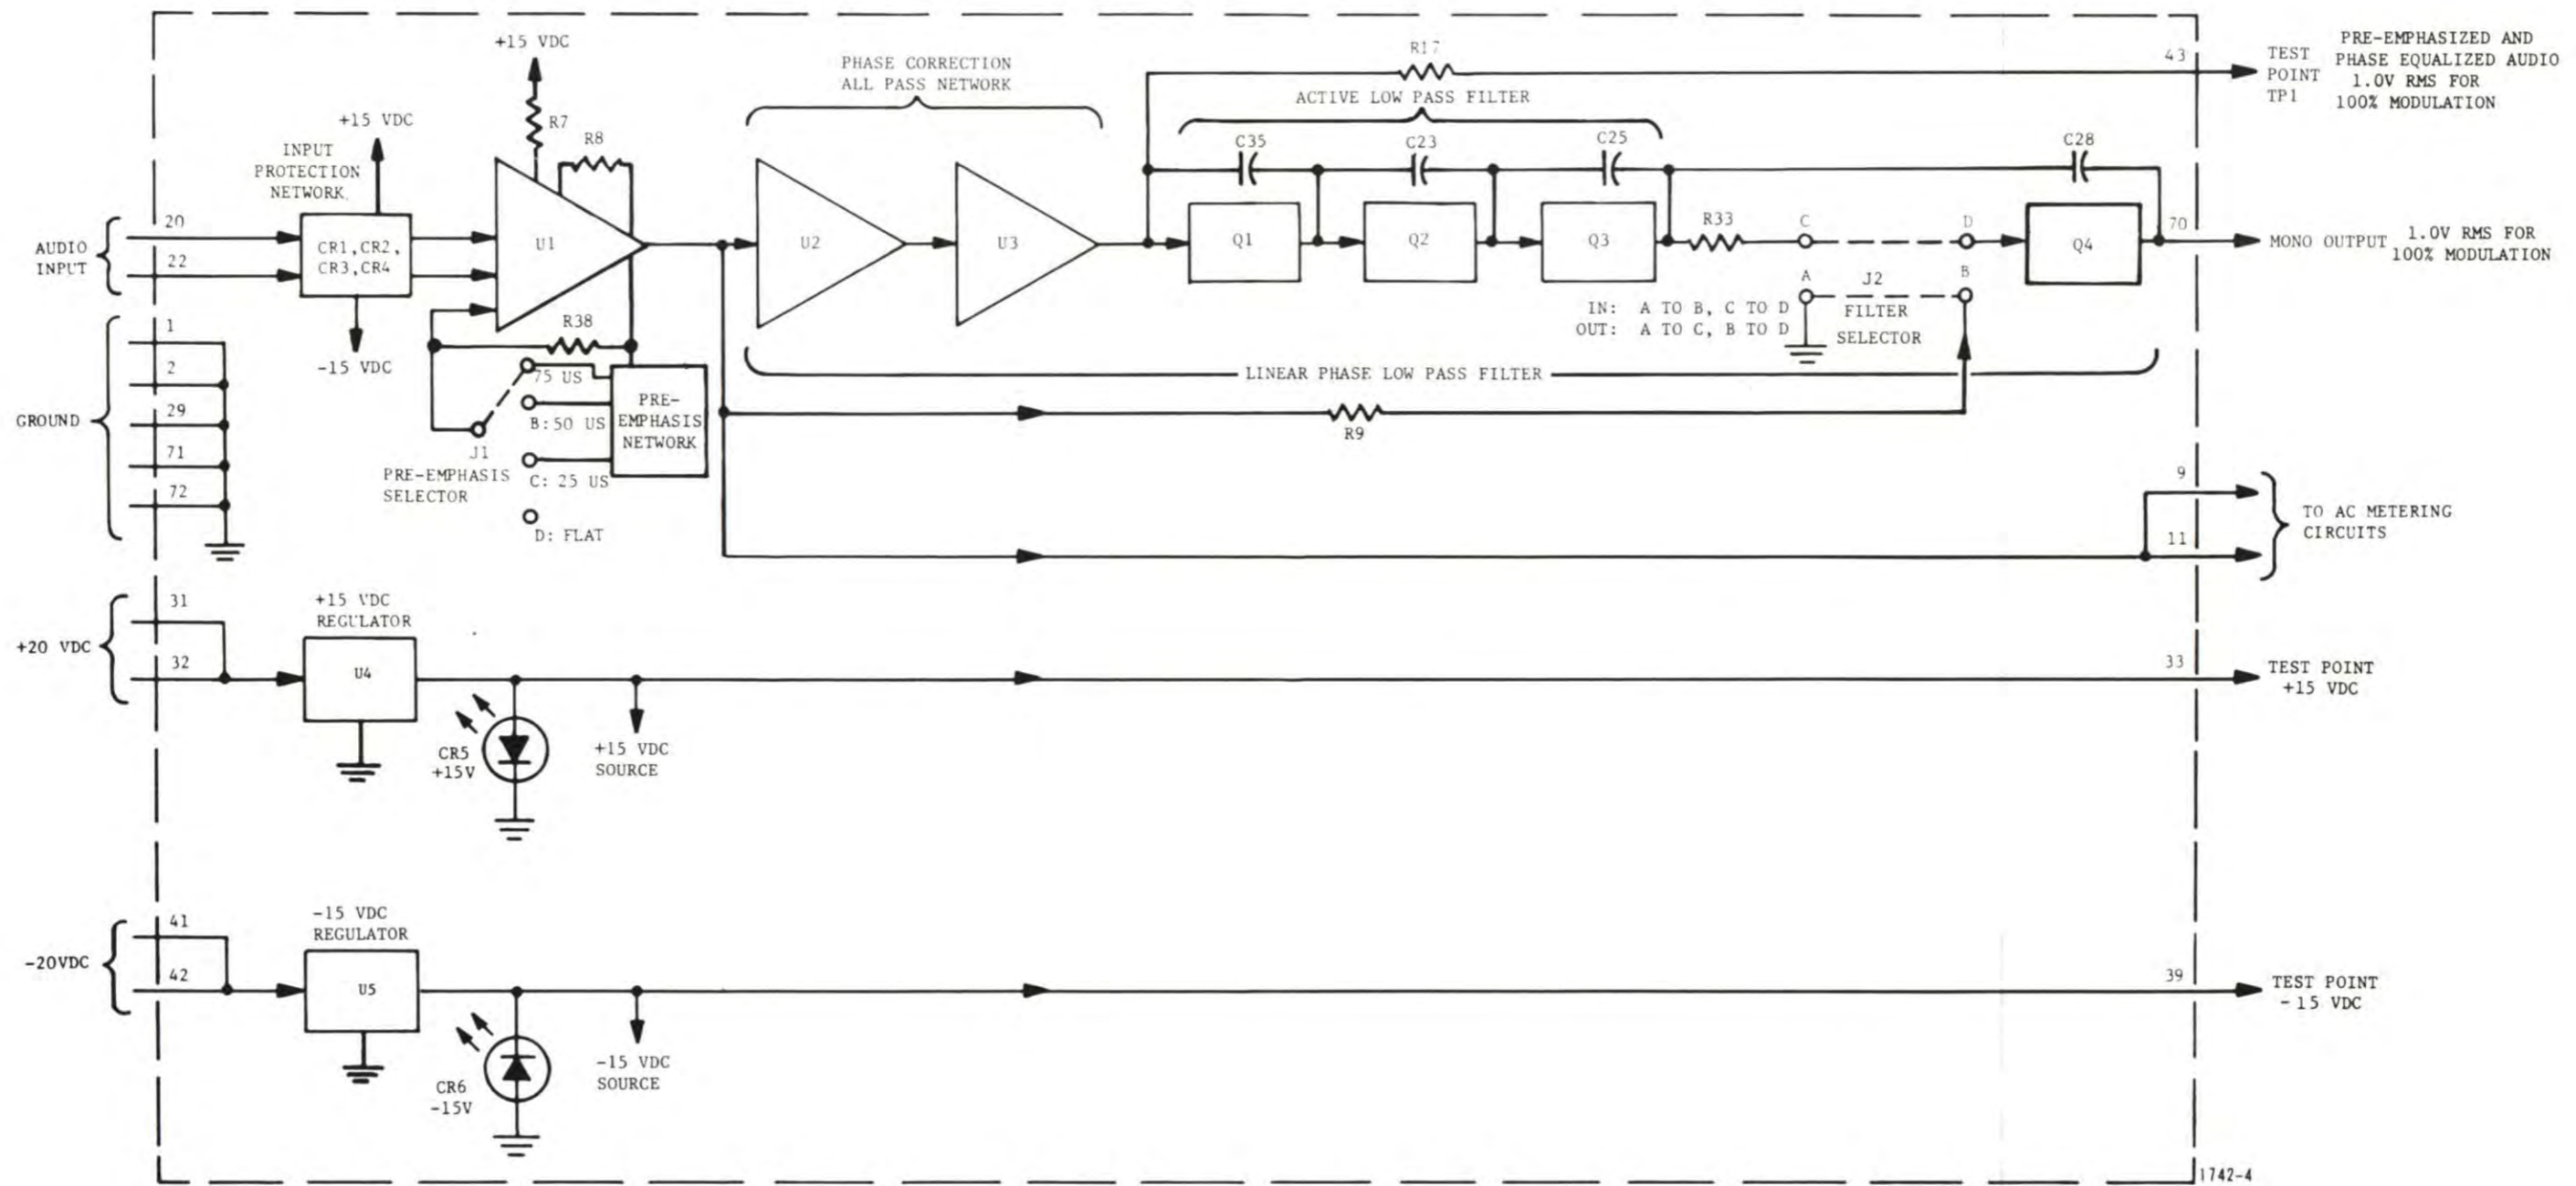 +15 VDC
R7
R8
+15 VDC
INPUT
PROTECTION
NETWORK
CR1,CR2,
CR3,CR4
-15 VDC
AUDIO
INPUT
20
22
GROUND
1
2
29
71
72
U1
R38
75 US
B:50 US
C: 25 US
D: FLAT
J1
PRE-EMPHASIS
SELECTOR
PRE-
EMPHASIS
NETWORK
PHASE CORRECTION
ALL PASS NETWORK
U2
U3
R17
ACTIVE LOW PASS FILTER
C35
C23
C25
C28
Q1
Q2
Q3
R33
C
D
Q4
A
B
J2
FILTER
SELECTOR
IN: A TO B, C TO D
OUT: A TO C, B TO D
LINEAR PHASE LOW PASS FILTER
R9
43
TEST
POINT
TP1
PRE-EMPHASIZED AND
PHASE EQUALIZED AUDIO
1.0V RMS FOR
100% MODULATION
70
MONO OUTPUT
1.0V RMS FOR
100% MODULATION
9
11
TO AC METERING
CIRCUITS
+20 VDC
31
32
+15 VDC
REGULATOR
U4
CR5
+15V
+15 VDC
SOURCE
33
TEST POINT
+15 VDC
-20VDC
41
42
-15 VDC
REGULATOR
U5
CR6
-15V
-15 VDC
SOURCE
39
TEST POINT
-15 VDC
1742-4